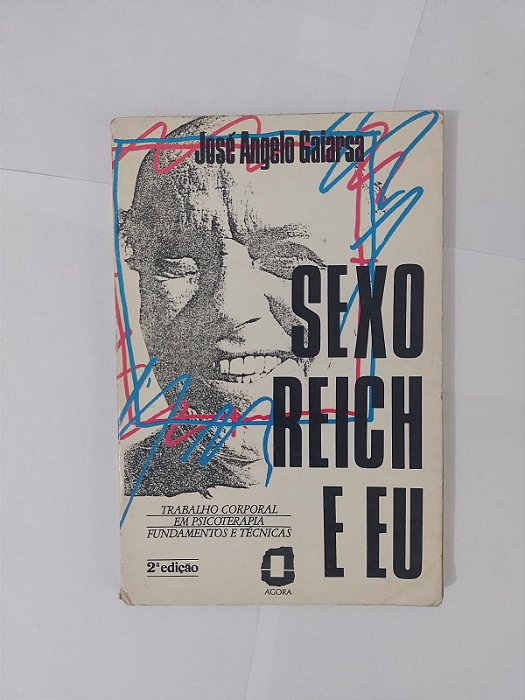 José Angelo Gaiarsa
SEXO
REICH
E EU
TRABALHO CORPORAL
EM PSICOTERAPIA
FUNDAMENTOS E TÉCNICAS
2ª edição
AGORA